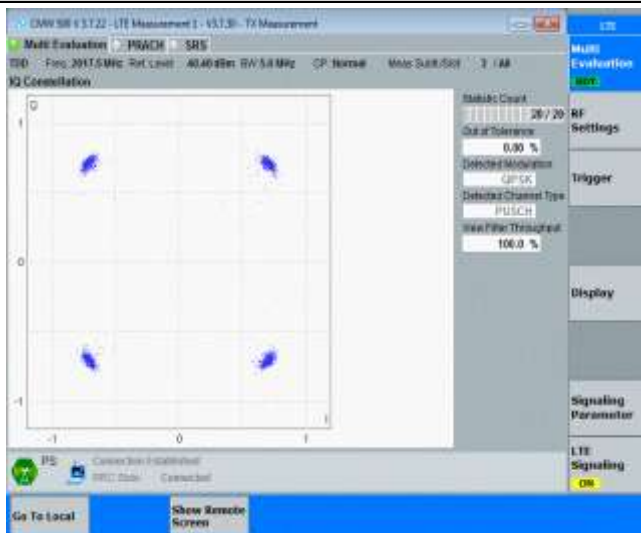 CMW 500 V 3.7.22 - LTE Measurement 1 - V3.7.30 - TX Measurement
LTE
Multi Evaluation PRACH SRS
Multi
Evaluation
RDY
TDD Freq: 2017.5 MHz Ref. Level: 40.40 dBm BW: 5.0 MHz CP: Normal Meas Subfr./Slot 3 / All
IQ Constellation
Q
Statistic Count
20 / 20
Out of Tolerance
0.00 %
Detected Modulation
QPSK
Detected Channel Type
PUSCH
View Filter Throughput
100.0 %
1
0
-1
I
-1 0 1
RF
Settings
Trigger
Display
Signaling
Parameter
LTE
Signaling
ON
PS: Connection Established
RRC State: Connected
Go To Local
Show Remote
Screen